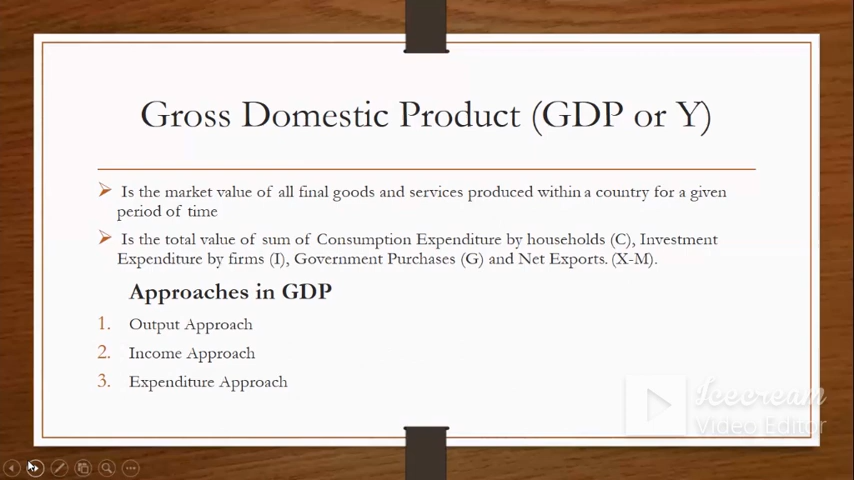 Gross Domestic Product (GDP or Y)
➢ Is the market value of all final goods and services produced within a country for a given
period of time
➢ Is the total value of sum of Consumption Expenditure by households (C), Investment
Expenditure by firms (I), Government Purchases (G) and Net Exports. (X-M).
Approaches in GDP
1. Output Approach
2. Income Approach
3. Expenditure Approach
Icecream
Video Editor